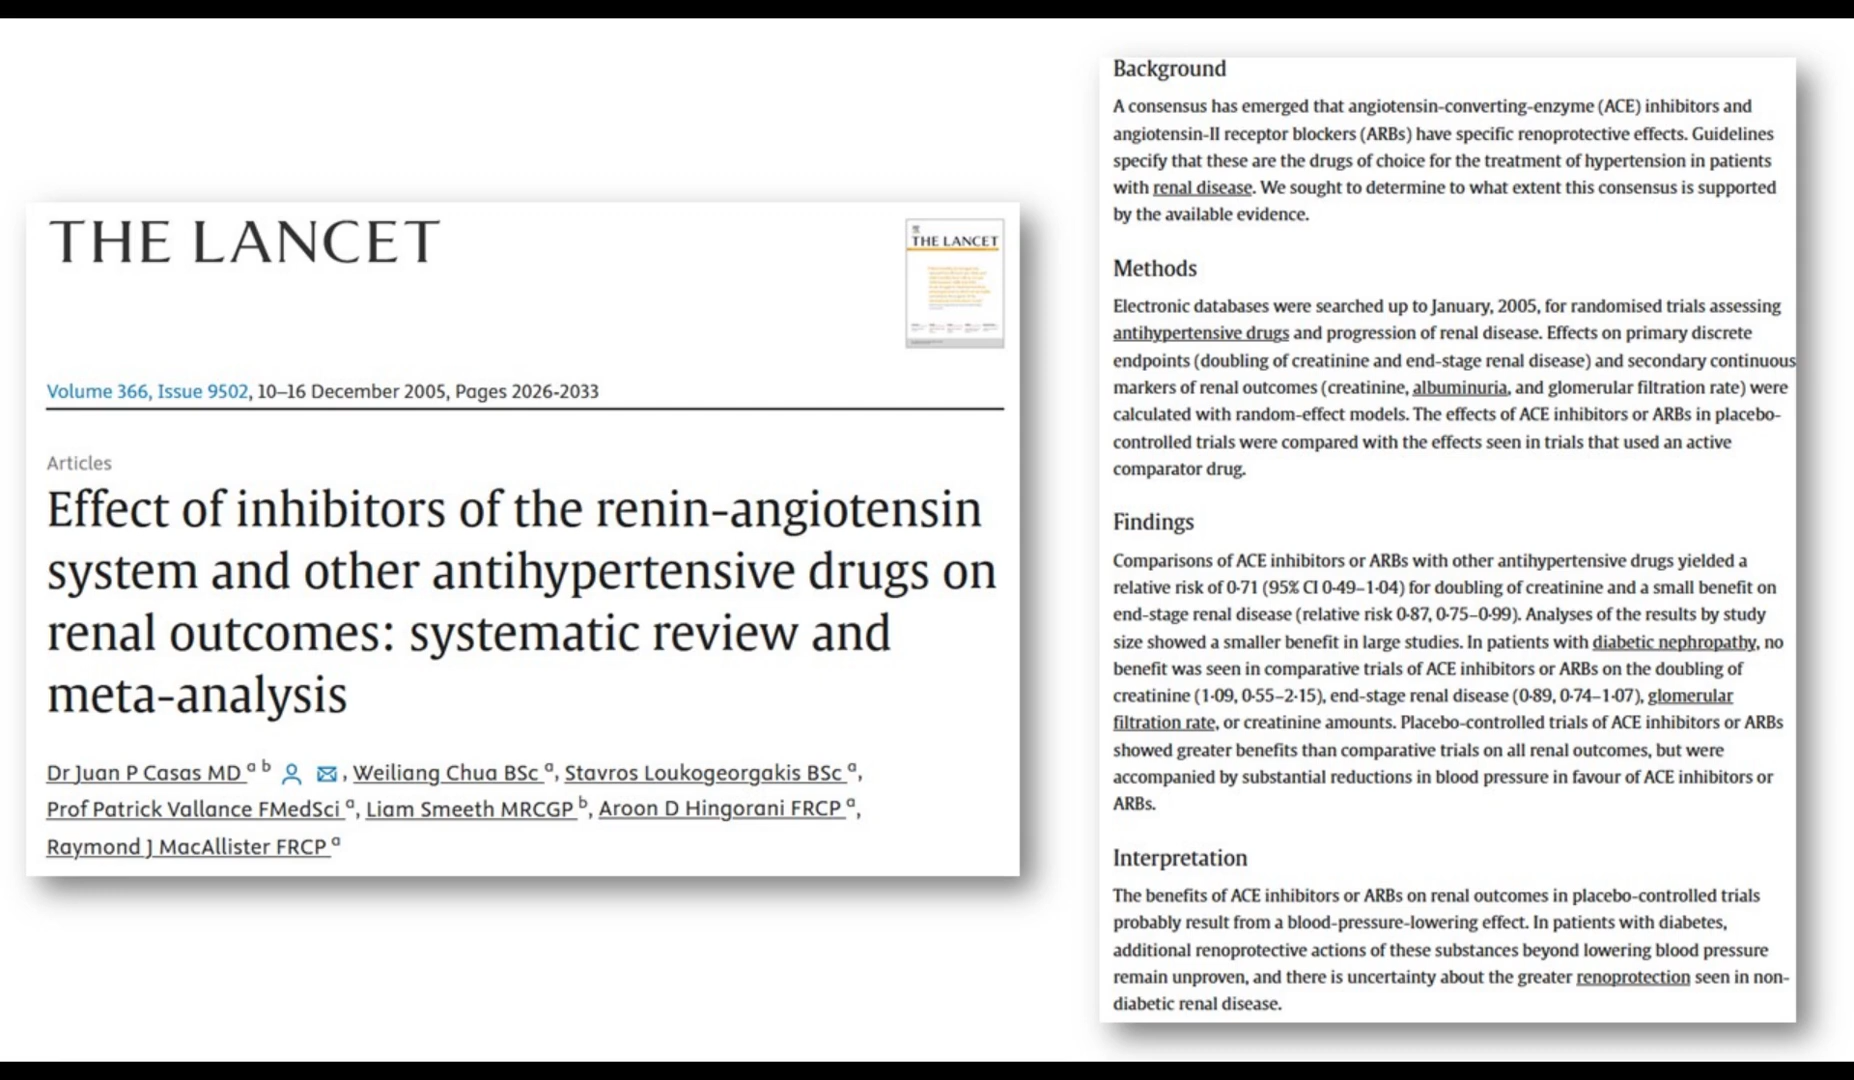 THE LANCET
THE LANCET
Volume 366, Issue 9502, 10–16 December 2005, Pages 2026-2033
Articles
Effect of inhibitors of the renin-angiotensin
system and other antihypertensive drugs on
renal outcomes: systematic review and
meta-analysis
Dr Juan P Casas MD a b , Weiliang Chua BSc a, Stavros Loukogeorgakis BSc a,
Prof Patrick Vallance FMedSci a, Liam Smeeth MRCGP b, Aroon D Hingorani FRCP a,
Raymond J MacAllister FRCP a
Background
A consensus has emerged that angiotensin-converting-enzyme (ACE) inhibitors and
angiotensin-II receptor blockers (ARBs) have specific renoprotective effects. Guidelines
specify that these are the drugs of choice for the treatment of hypertension in patients
with renal disease. We sought to determine to what extent this consensus is supported
by the available evidence.
Methods
Electronic databases were searched up to January, 2005, for randomised trials assessing
antihypertensive drugs and progression of renal disease. Effects on primary discrete
endpoints (doubling of creatinine and end-stage renal disease) and secondary continuous
markers of renal outcomes (creatinine, albuminuria, and glomerular filtration rate) were
calculated with random-effect models. The effects of ACE inhibitors or ARBs in placebo-
controlled trials were compared with the effects seen in trials that used an active
comparator drug.
Findings
Comparisons of ACE inhibitors or ARBs with other antihypertensive drugs yielded a
relative risk of 0·71 (95% CI 0·49–1·04) for doubling of creatinine and a small benefit on
end-stage renal disease (relative risk 0·87, 0·75–0·99). Analyses of the results by study
size showed a smaller benefit in large studies. In patients with diabetic nephropathy, no
benefit was seen in comparative trials of ACE inhibitors or ARBs on the doubling of
creatinine (1·09, 0·55–2·15), end-stage renal disease (0·89, 0·74–1·07), glomerular
filtration rate, or creatinine amounts. Placebo-controlled trials of ACE inhibitors or ARBs
showed greater benefits than comparative trials on all renal outcomes, but were
accompanied by substantial reductions in blood pressure in favour of ACE inhibitors or
ARBs.
Interpretation
The benefits of ACE inhibitors or ARBs on renal outcomes in placebo-controlled trials
probably result from a blood-pressure-lowering effect. In patients with diabetes,
additional renoprotective actions of these substances beyond lowering blood pressure
remain unproven, and there is uncertainty about the greater renoprotection seen in non-
diabetic renal disease.